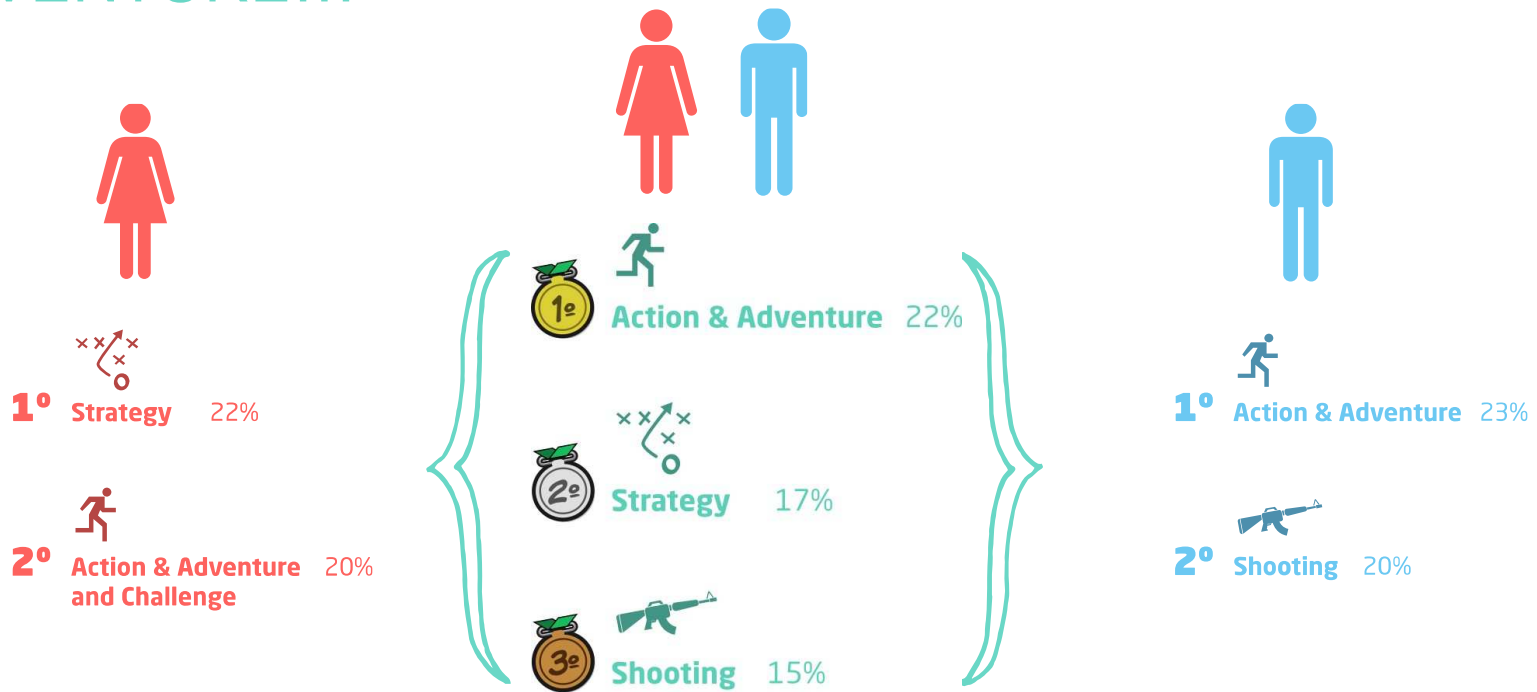 1º Strategy 22%
2º Action & Adventure 20%
and Challenge
1º Action & Adventure 22%
2º Strategy 17%
3º Shooting 15%
1º Action & Adventure 23%
2º Shooting 20%